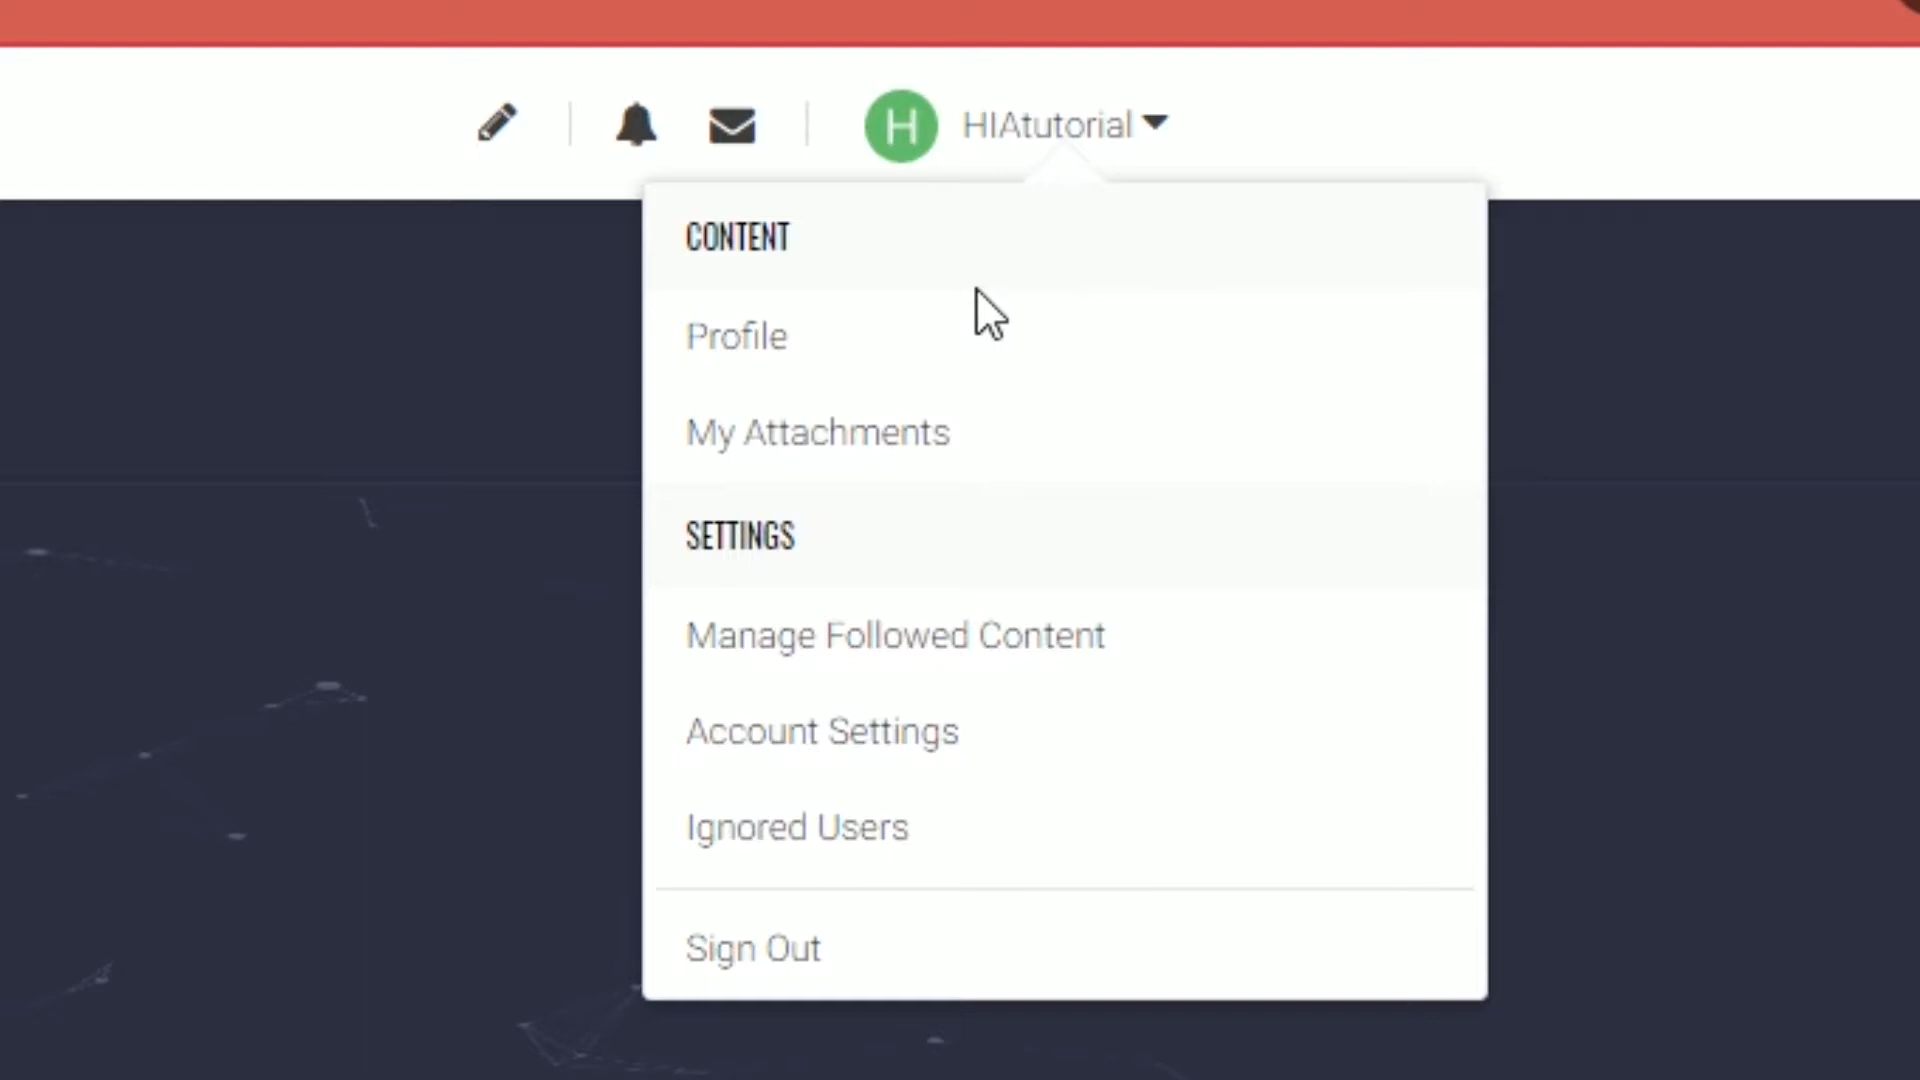 H HIAtutorial
CONTENT
Profile
My Attachments
SETTINGS
Manage Followed Content
Account Settings
Ignored Users
Sign Out